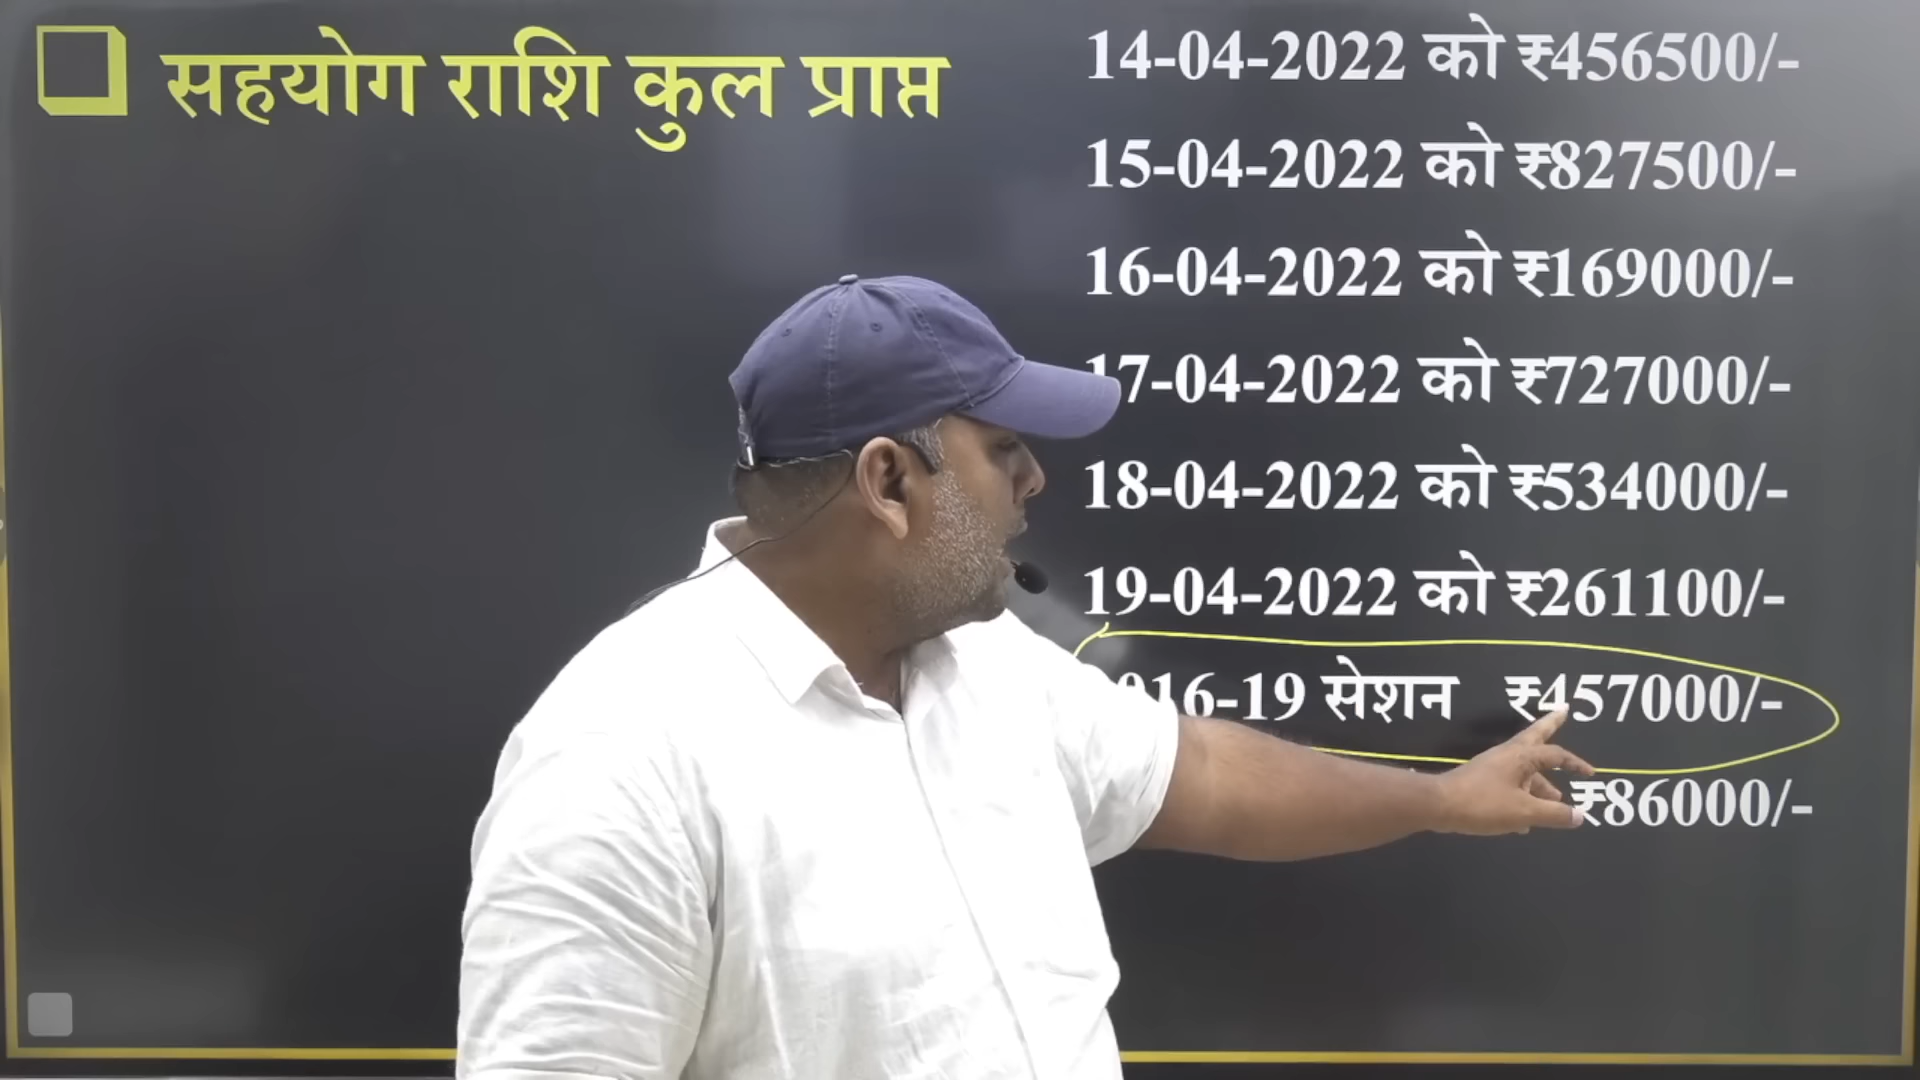 सहयोग राशि कुल प्राप्त
14-04-2022 को ₹456500/-
15-04-2022 को ₹827500/-
16-04-2022 को ₹169000/-
17-04-2022 को ₹727000/-
18-04-2022 को ₹534000/-
19-04-2022 को ₹261100/-
16-19 सेशन ₹457000/-
₹86000/-